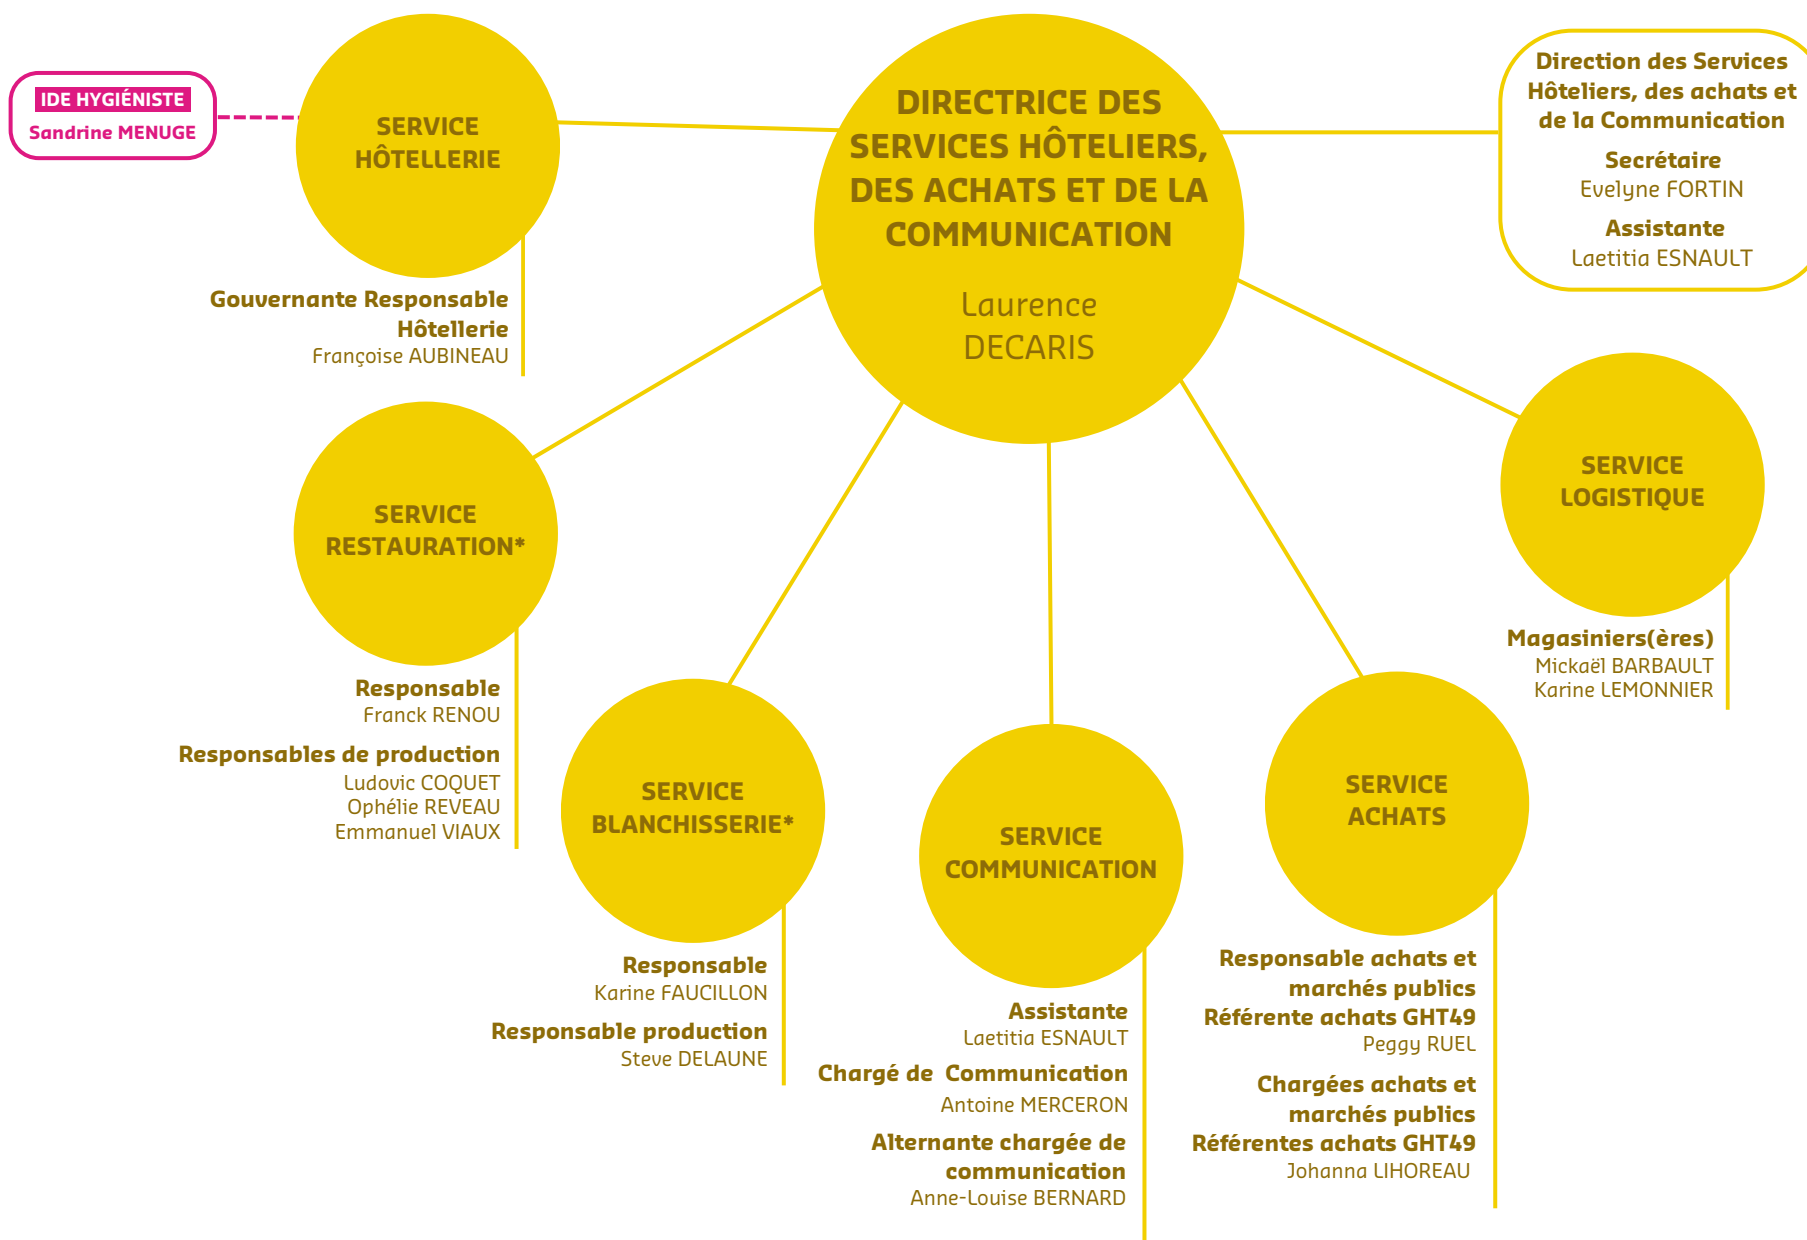 IDE HYGIÉNISTE
Sandrine MENUGE
SERVICE
HÔTELLERIE
Gouvernante Responsable
Hôtellerie
Françoise AUBINEAU
DIRECTRICE DES
SERVICES HÔTELIERS,
DES ACHATS ET DE LA
COMMUNICATION
Laurence
DECARIS
Direction des Services
Hôteliers, des achats et
de la Communication
Secrétaire
Evelyne FORTIN
Assistante
Laetitia ESNAULT
SERVICE
RESTAURATION*
Responsable
Franck RENOU
Responsables de production
Ludovic COQUET
Ophélie REVEAU
Emmanuel VIAUX
SERVICE
BLANCHISSERIE*
Responsable
Karine FAUCILLON
Responsable production
Steve DELAUNE
SERVICE
COMMUNICATION
Assistante
Laetitia ESNAULT
Chargé de  Communication
Antoine MERCERON
Alternante chargée de
communication
Anne-Louise BERNARD
SERVICE
ACHATS
Responsable achats et
marchés publics
Référente achats GHT49
Peggy RUEL
Chargées achats et
marchés publics
Référentes achats GHT49
Johanna LIHOREAU
SERVICE
LOGISTIQUE
Magasiniers(ères)
Mickaël BARBAULT
Karine LEMONNIER